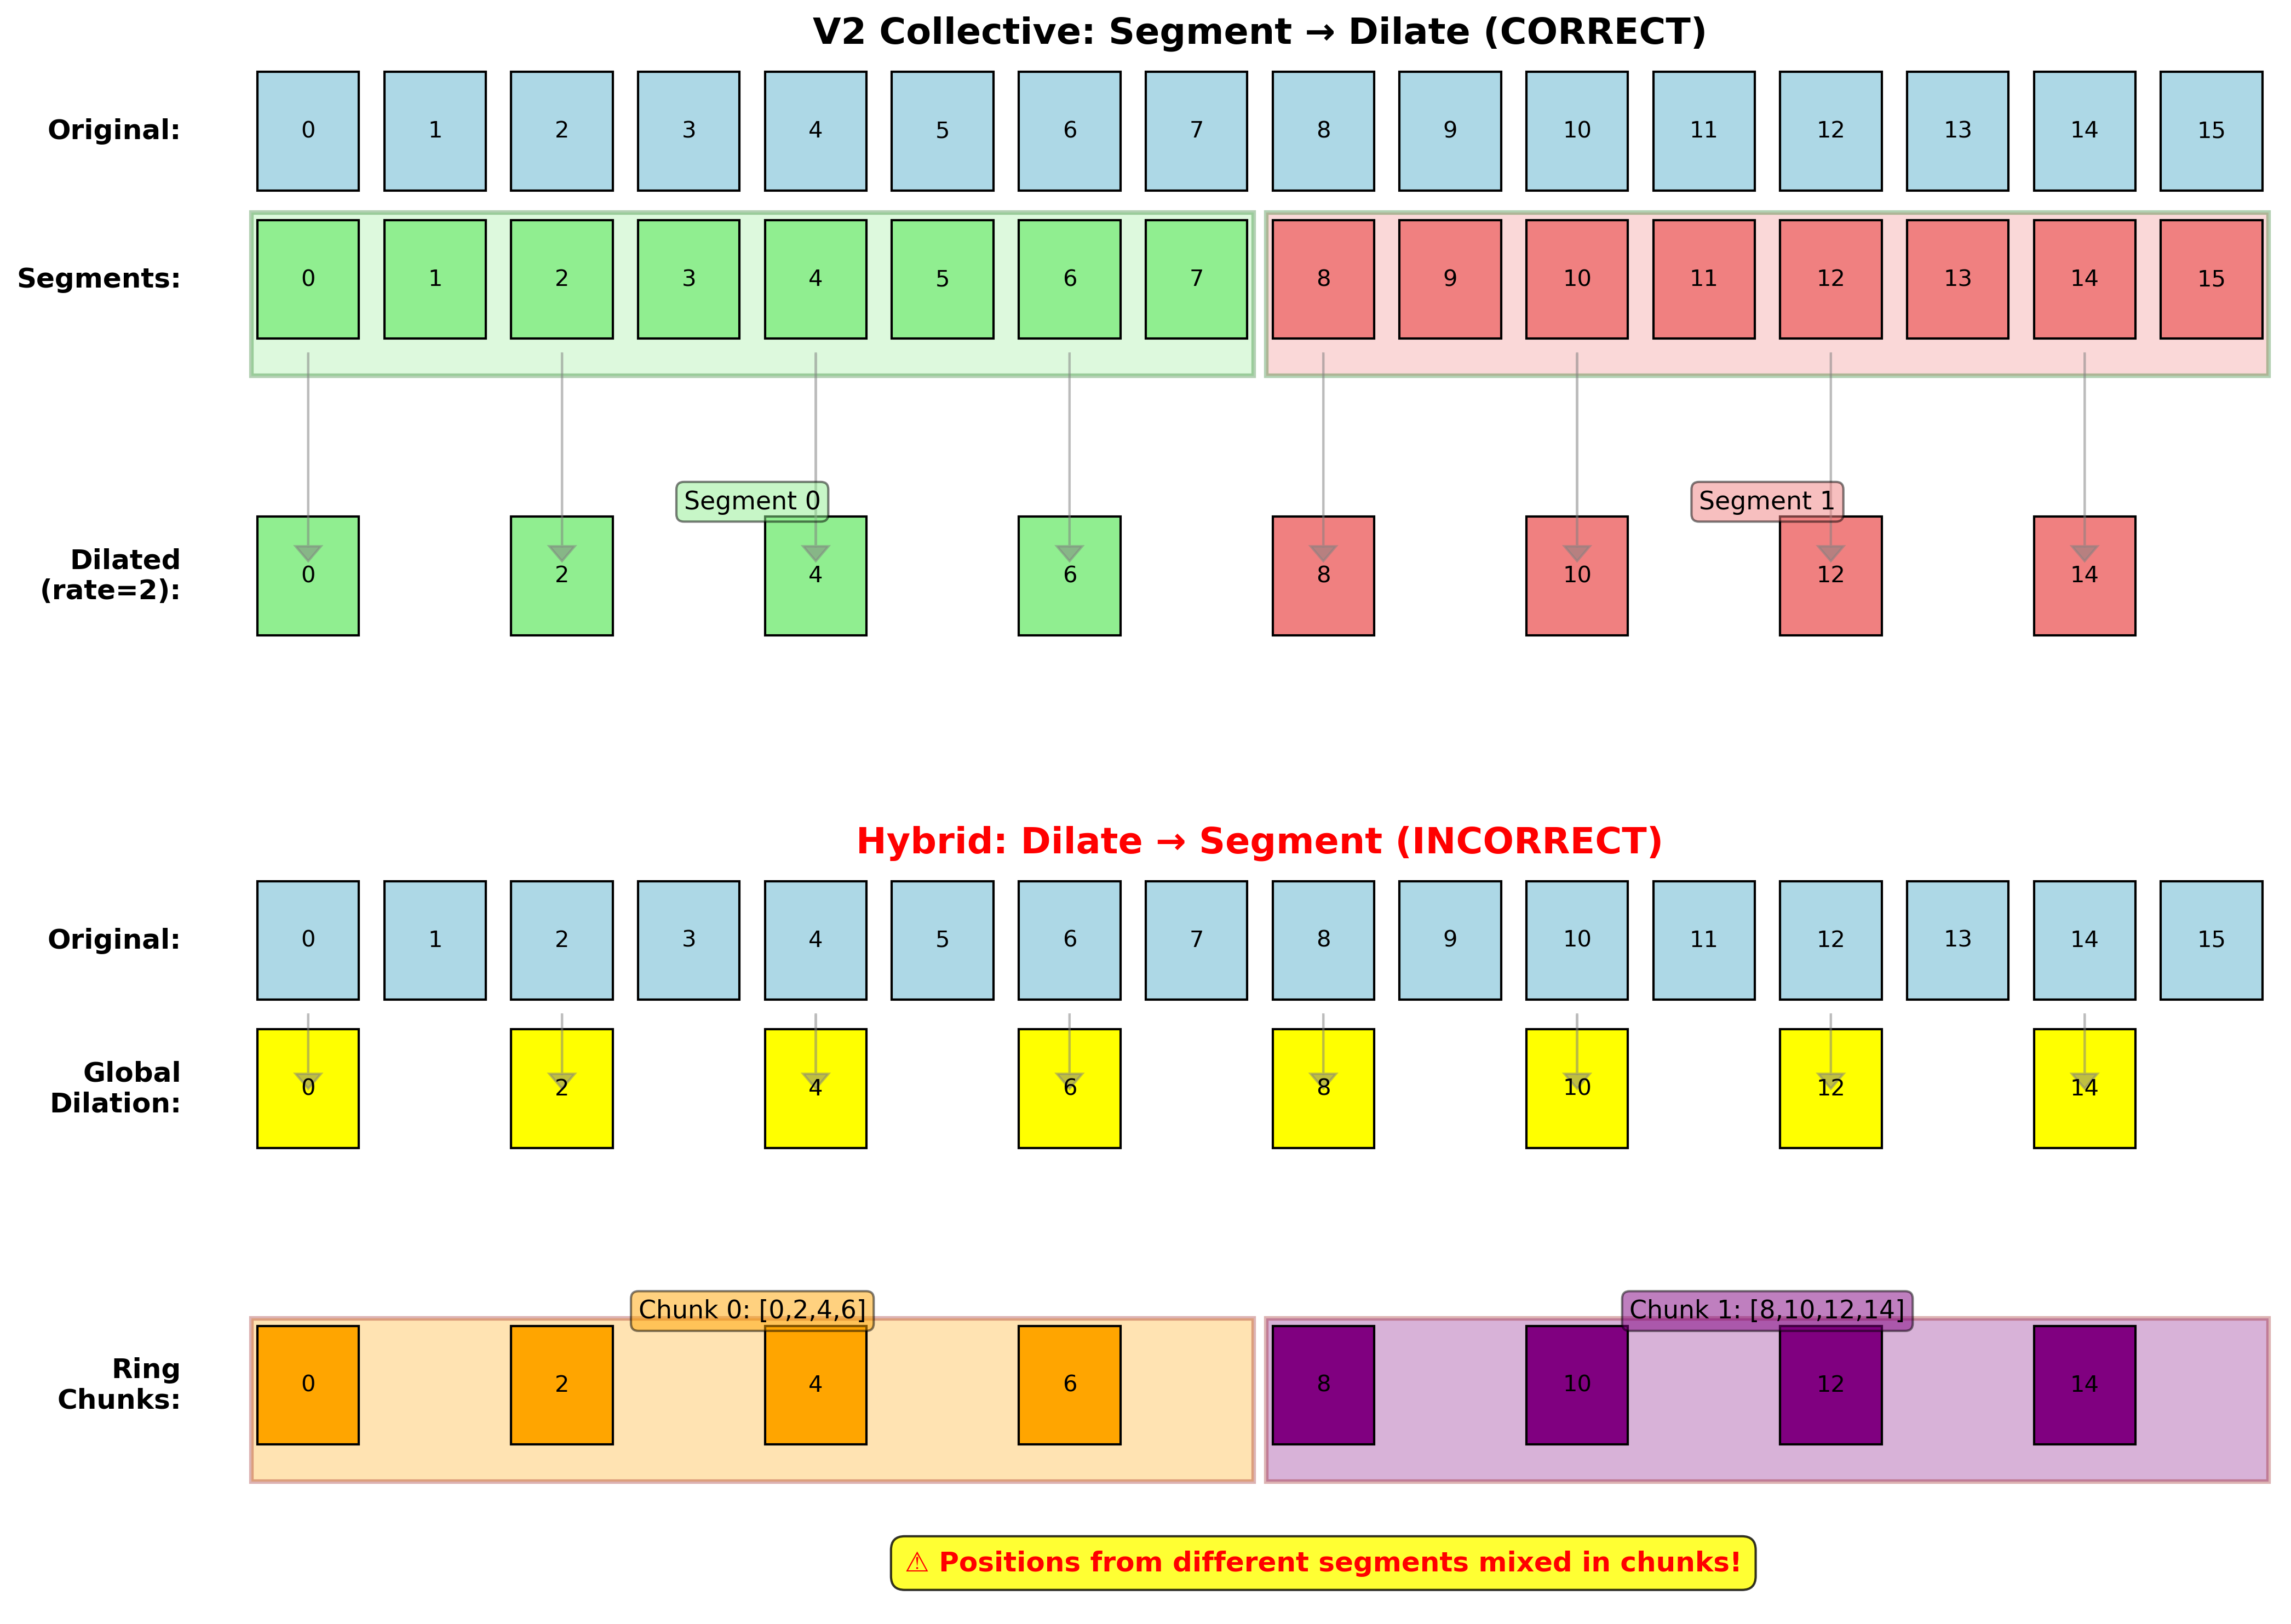 V2 Collective: Segment → Dilate (CORRECT)
Original: 0 1 2 3 4 5 6 7 8 9 10 11 12 13 14 15
Segments: 0 1 2 3 4 5 6 7 8 9 10 11 12 13 14 15
Segment 0 Segment 1
Dilated
(rate=2):
0 2 4 6 8 10 12 14
Hybrid: Dilate → Segment (INCORRECT)
Original: 0 1 2 3 4 5 6 7 8 9 10 11 12 13 14 15
Global
Dilation:
0 2 4 6 8 10 12 14
Chunk 0: [0,2,4,6] Chunk 1: [8,10,12,14]
Ring
Chunks:
0 2 4 6 8 10 12 14
⚠ Positions from different segments mixed in chunks!